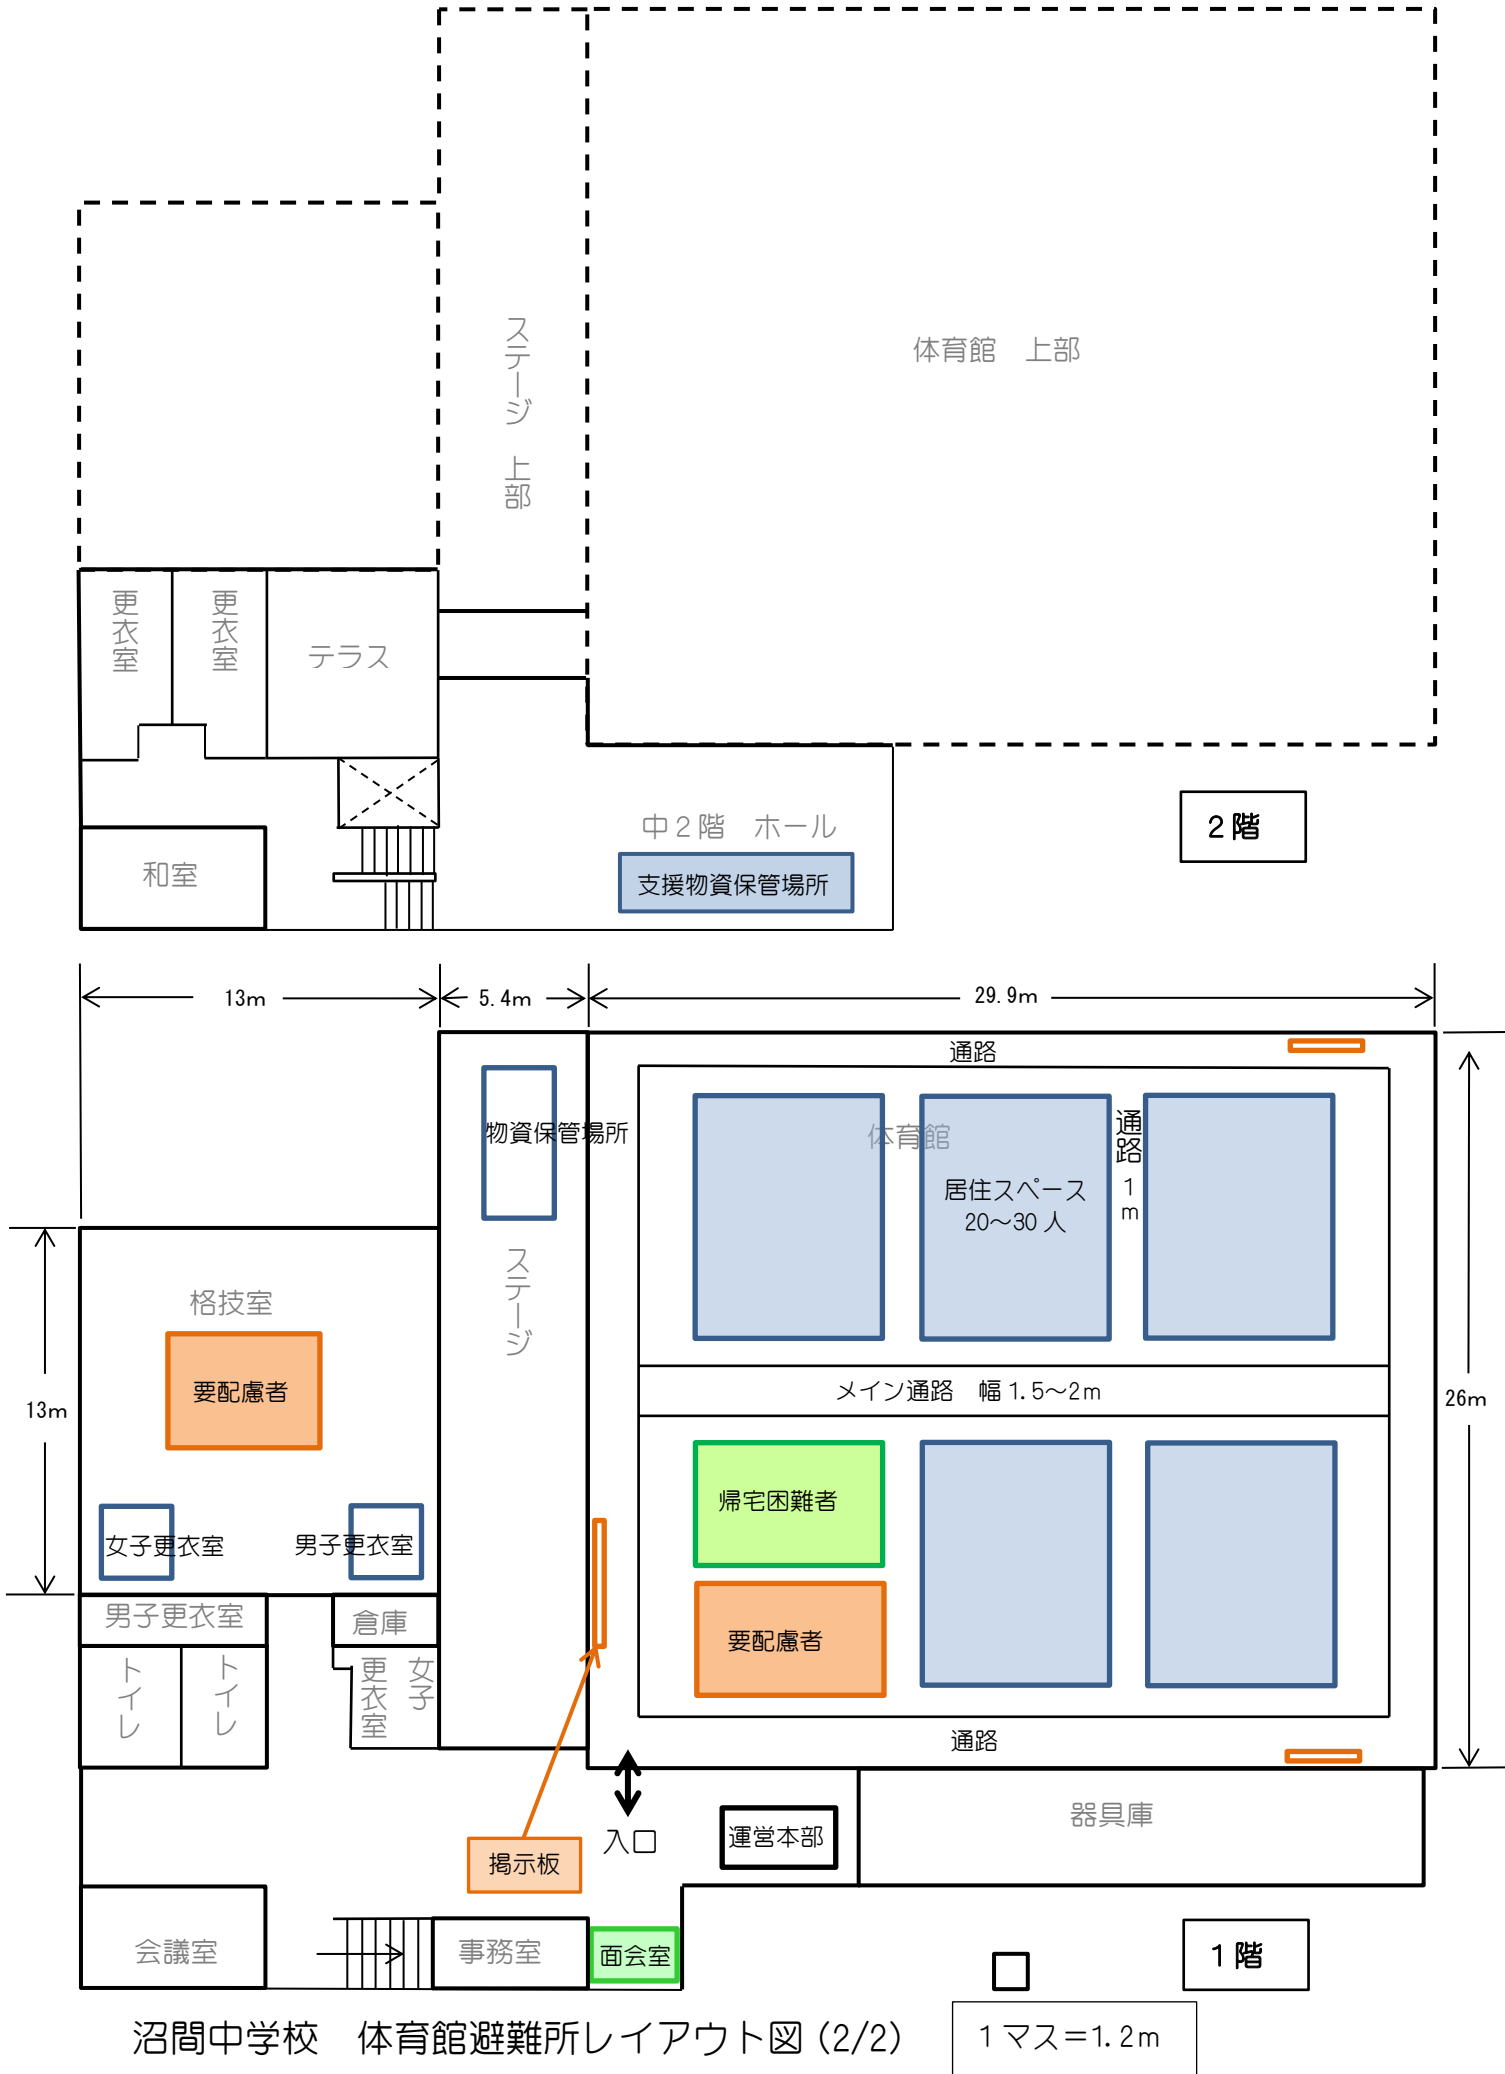 ステージ　上部
体育館　上部
更衣室
更衣室
テラス
中２階　ホール
支援物資保管場所
和室
２階
13m
5.4m
29.9m
通路
物資保管場所
体育館
通路　1m
居住スペース
20～30 人
ステージ
格技室
要配慮者
13m
メイン通路　幅 1.5～2m
26m
帰宅困難者
女子更衣室
男子更衣室
要配慮者
男子更衣室
倉庫
トイレ
トイレ
女子
更衣室
通路
入口
運営本部
器具庫
掲示板
会議室
事務室
面会室
１階
沼間中学校　体育館避難所レイアウト図（2/2）
１マス＝1.2m